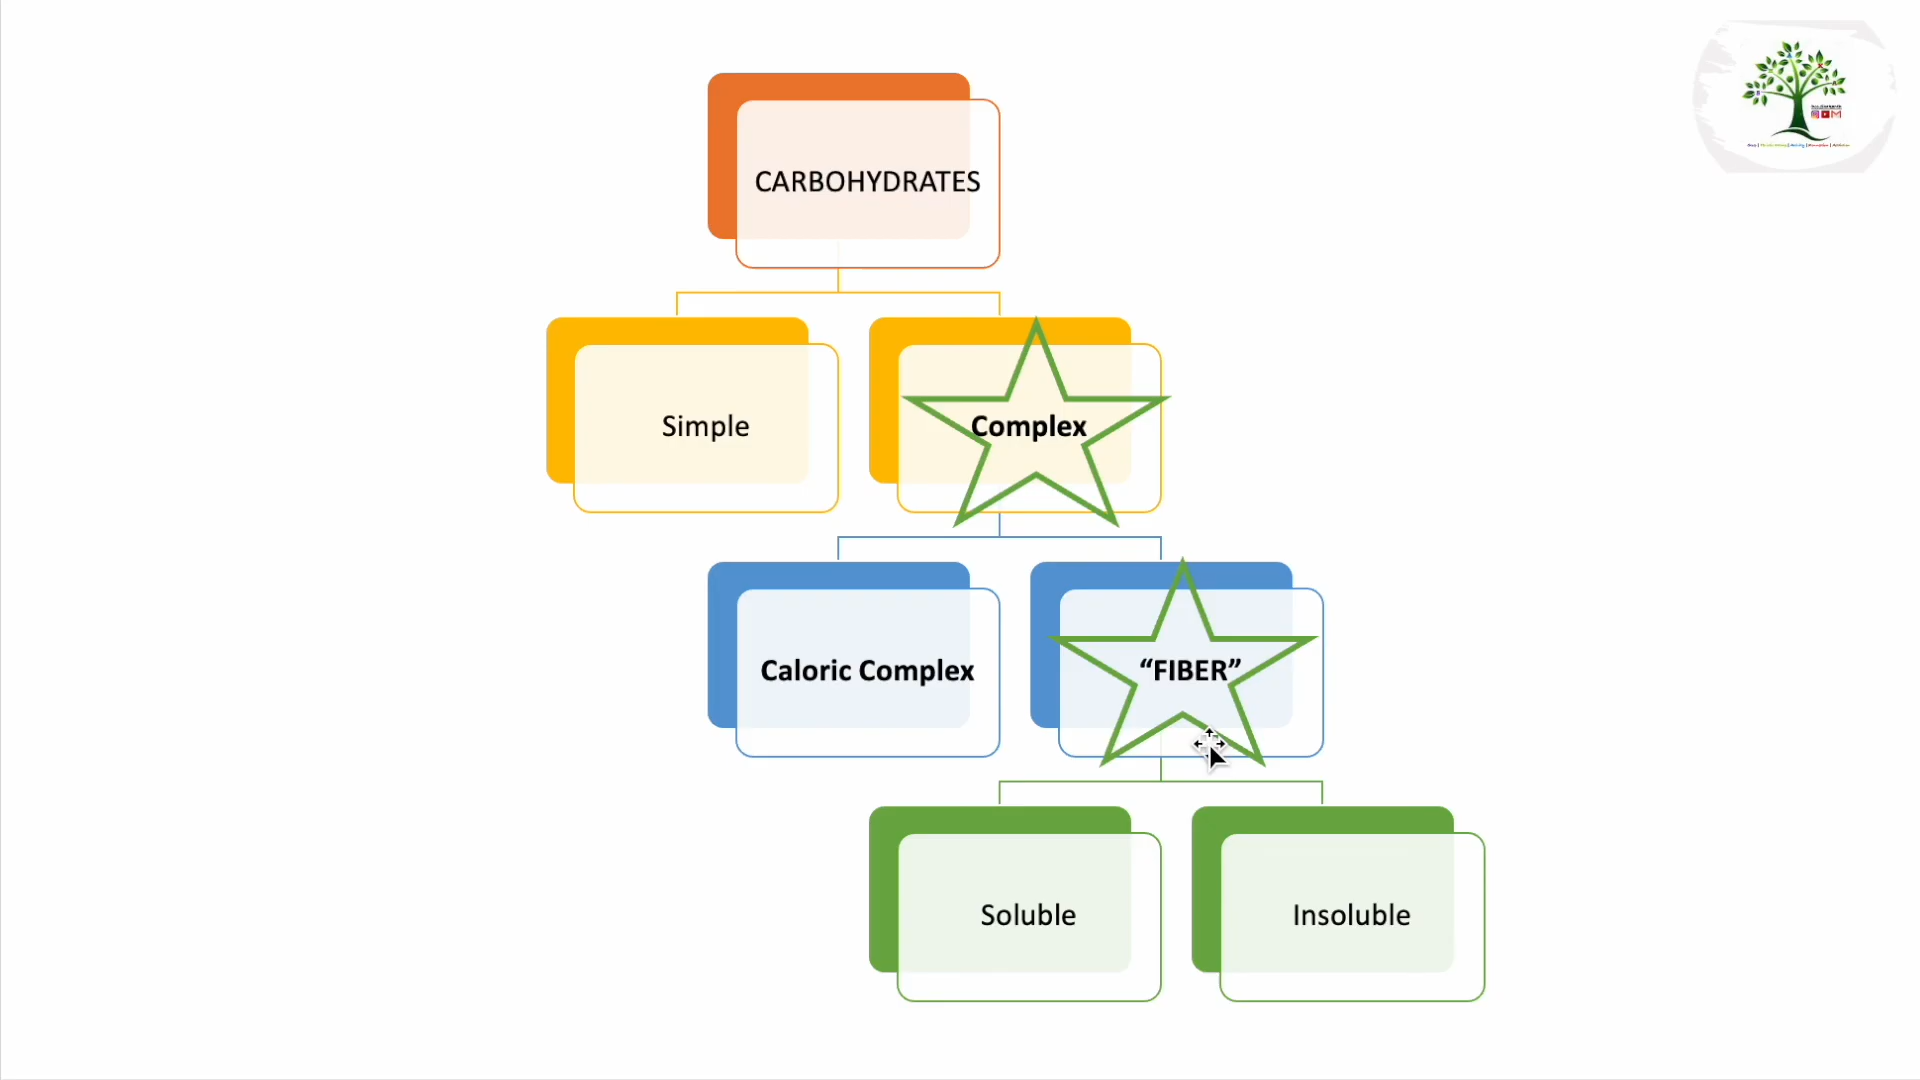 CARBOHYDRATES
Simple
Complex
Caloric Complex
“FIBER”
Soluble
Insoluble